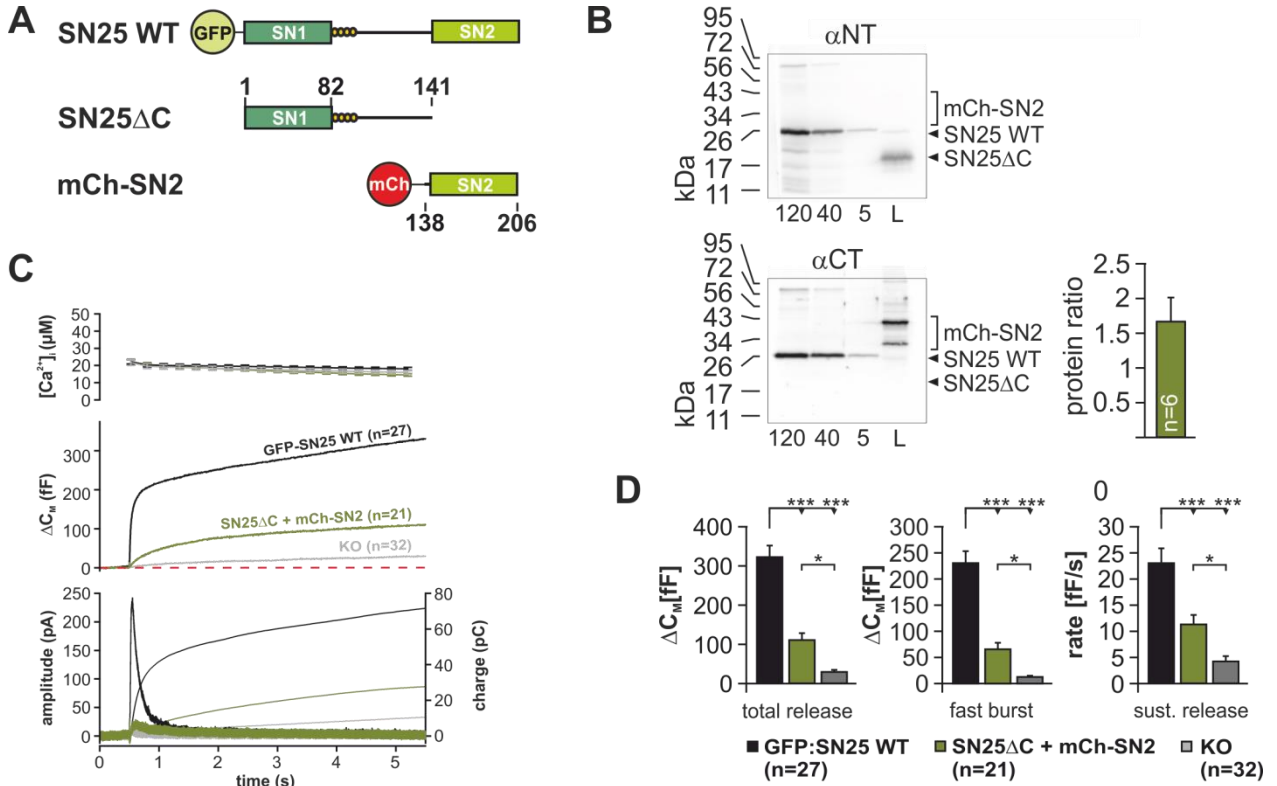 A
SN25 WT
GFP
SN1
SN2
1
82
141
SN25ΔC
SN1
mCh-SN2
mCh
SN2
138
206
B
αNT
95
72
56
43
34
26
17
11
kDa
mCh-SN2
SN25 WT
SN25ΔC
120 40 5 L
αCT
95
72
56
43
34
26
17
11
kDa
mCh-SN2
SN25 WT
SN25ΔC
120 40 5 L
2.5
2
1.5
1
0.5
0
protein ratio
n=6
C
50
40
30
20
10
0
[Ca²⁺]ᵢ (µM)
300
200
100
0
ΔC_M (fF)
GFP-SN25 WT (n=27)
SN25ΔC + mCh-SN2 (n=21)
KO (n=32)
250
200
150
100
50
0
amplitude (pA)
80
60
40
20
0
charge (pC)
0 1 2 3 4 5
time (s)
D
*** ***
*
400
300
200
100
0
ΔC_M[fF]
total release
*** ***
*
300
250
200
150
100
50
0
ΔC_M[fF]
fast burst
*** ***
*
30
25
20
15
10
5
0
rate [fF/s]
sust. release
GFP:SN25 WT
(n=27)
SN25ΔC + mCh-SN2
(n=21)
KO
(n=32)